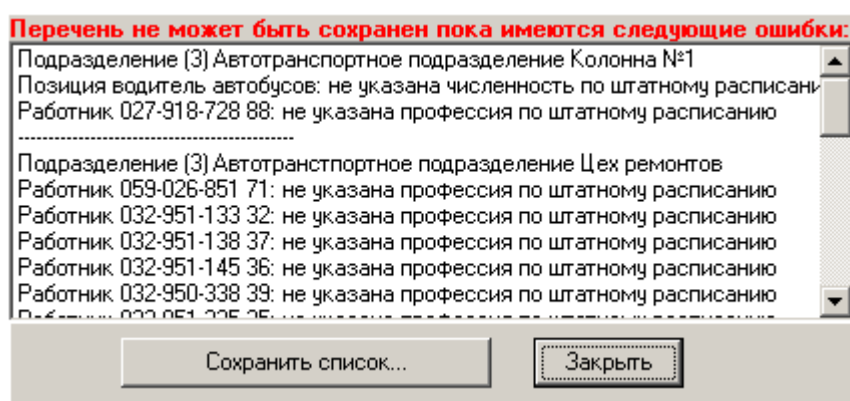 Перечень не может быть сохранен пока имеются следующие ошибки:
Подразделение (3) Автотранспортное подразделение Колонна №1
Позиция водитель автобусов: не указана численность по штатному расписани
Работник 027-918-728 88: не указана профессия по штатному расписанию
----------------------------------------------
Подразделение (3) Автотранстпортное подразделение Цех ремонтов
Работник 059-026-851 71: не указана профессия по штатному расписанию
Работник 032-951-133 32: не указана профессия по штатному расписанию
Работник 032-951-138 37: не указана профессия по штатному расписанию
Работник 032-951-145 36: не указана профессия по штатному расписанию
Работник 032-950-338 39: не указана профессия по штатному расписанию
Сохранить список... Закрыть